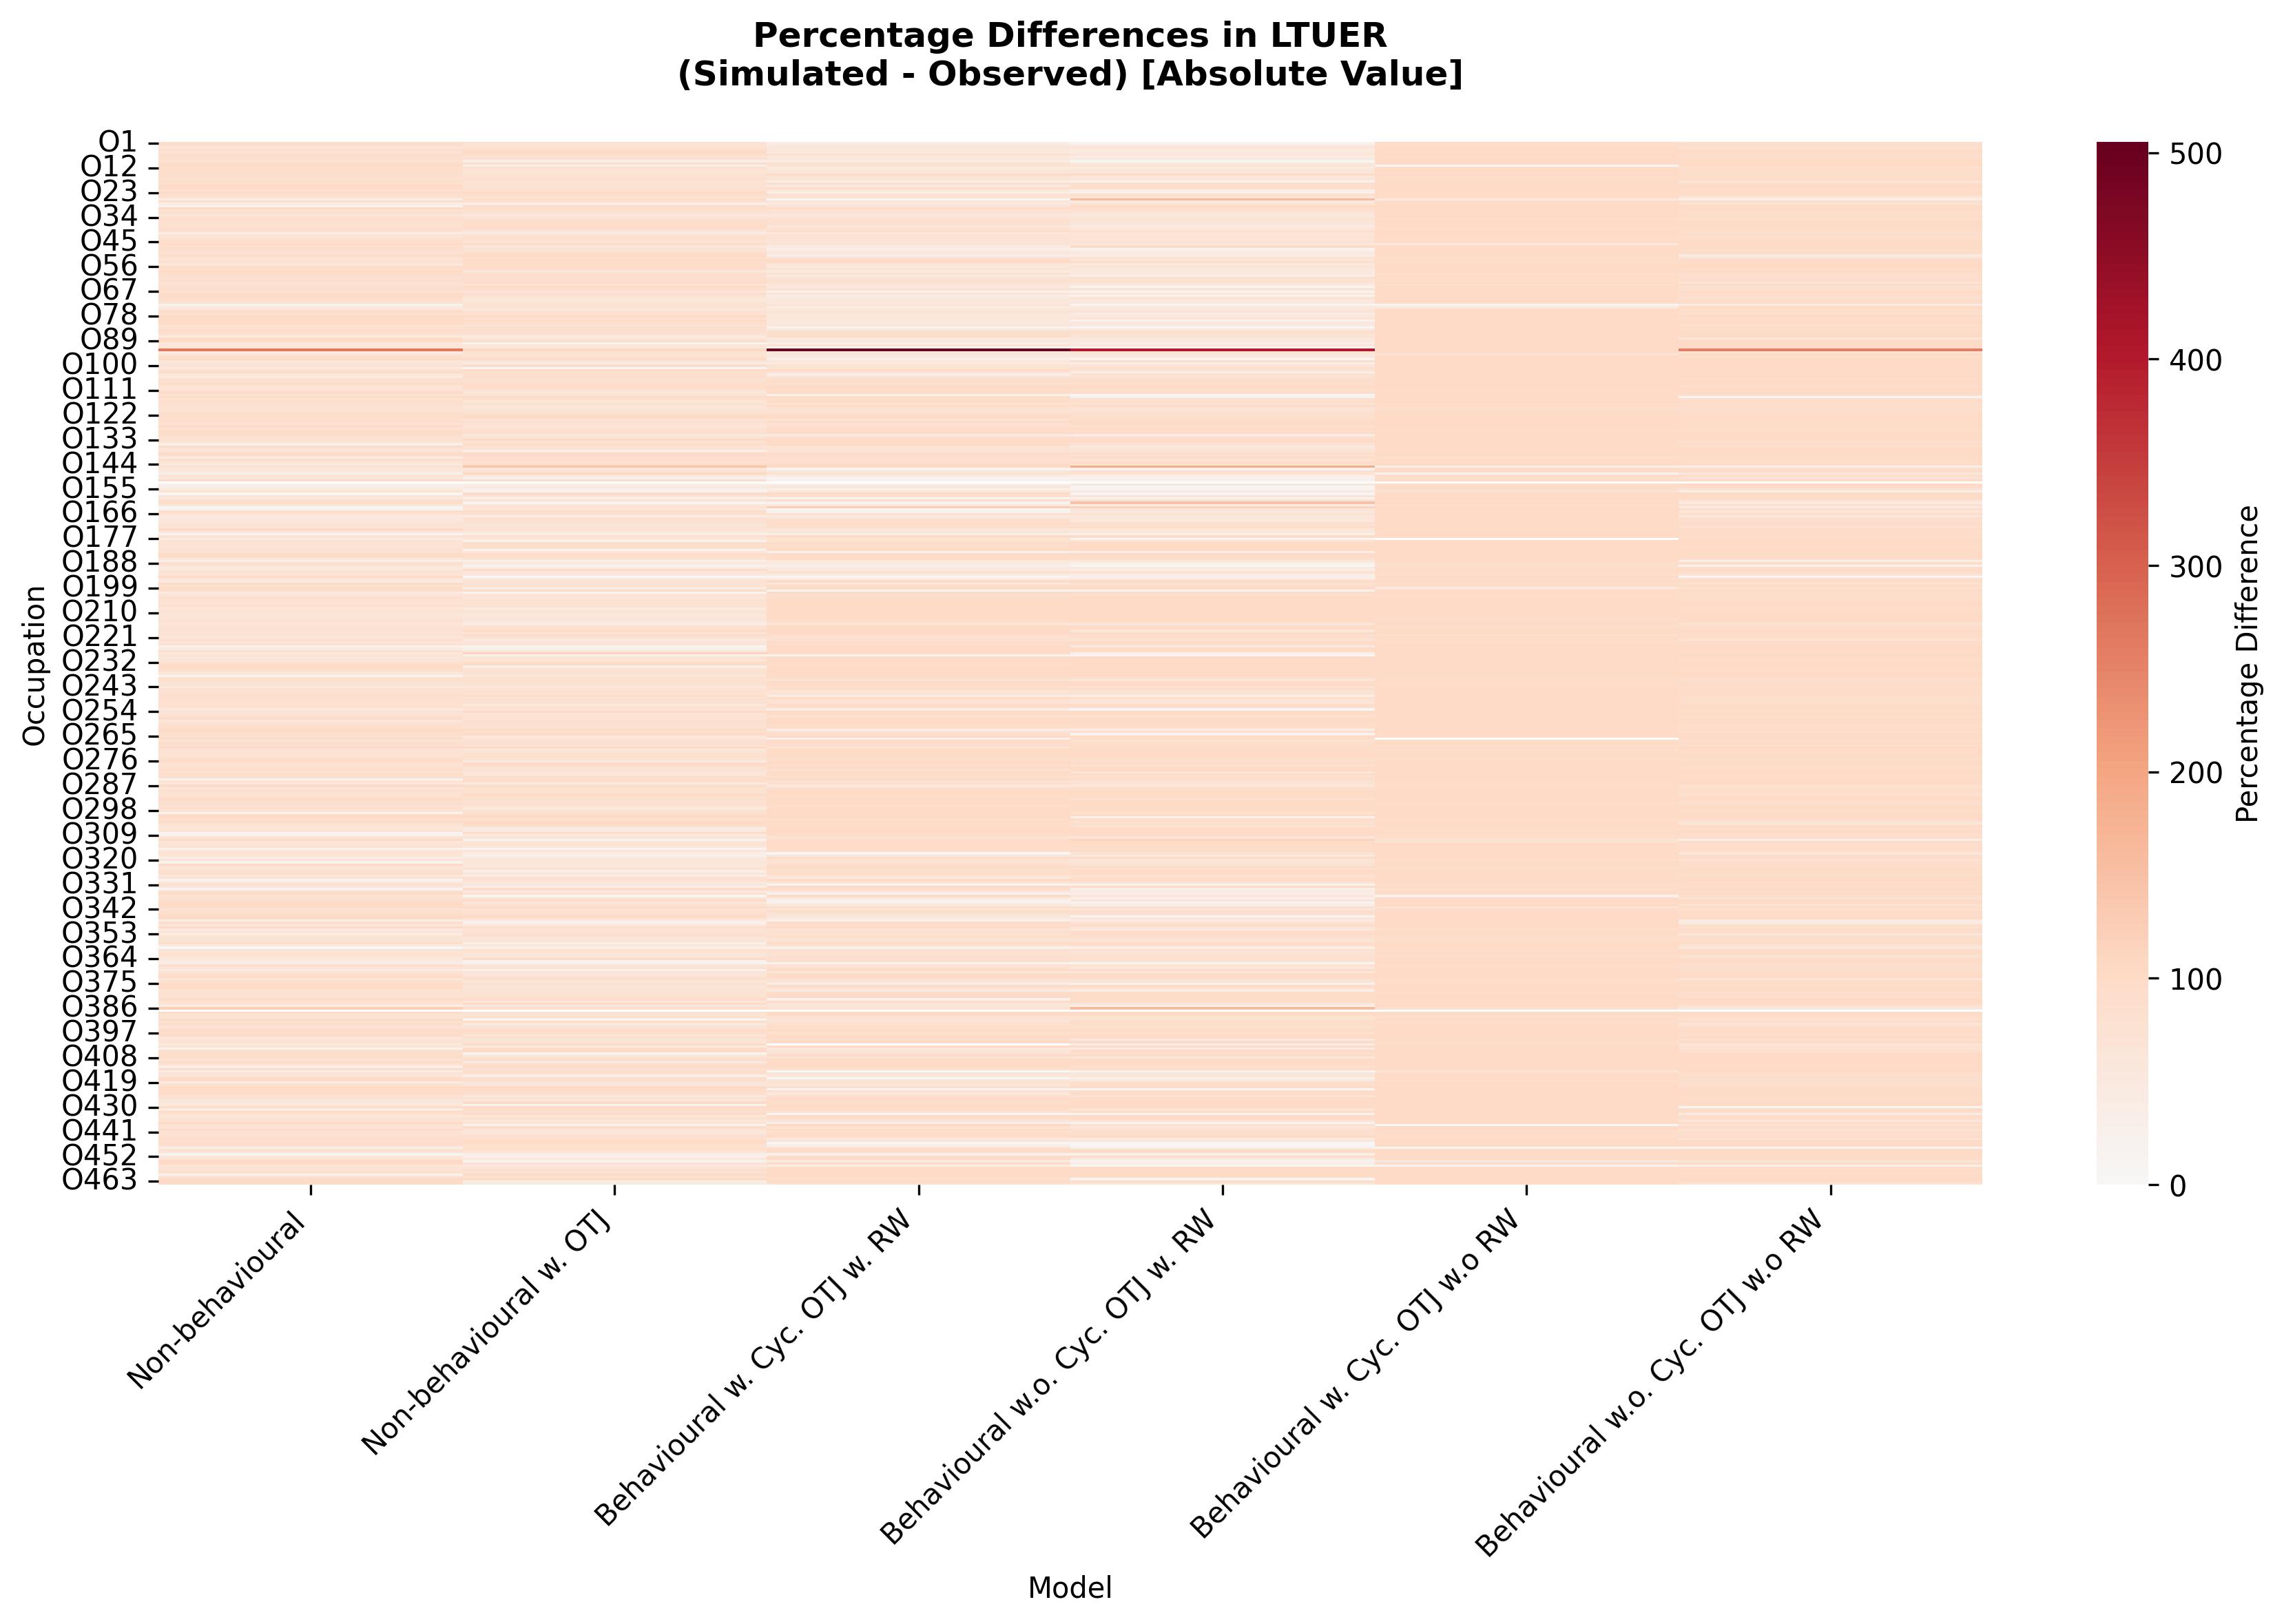 Percentage Differences in LTUER
(Simulated - Observed) [Absolute Value]
O1
O12
O23
O34
O45
O56
O67
O78
O89
O100
O111
O122
O133
O144
O155
O166
O177
O188
O199
O210
O221
O232
O243
O254
O265
O276
O287
O298
O309
O320
O331
O342
O353
O364
O375
O386
O397
O408
O419
O430
O441
O452
O463
Occupation
Non-behavioural
Non-behavioural w. OTJ
Behavioural w. Cyc. OTJ w. RW
Behavioural w.o. Cyc. OTJ w. RW
Behavioural w. Cyc. OTJ w.o RW
Behavioural w.o. Cyc. OTJ w.o RW
Model
500
400
300
200
100
0
Percentage Difference